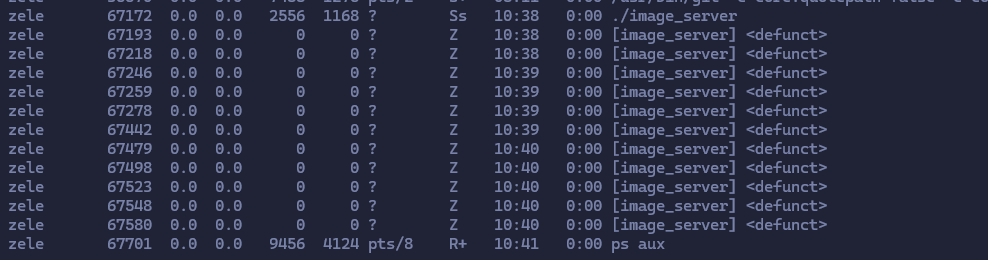 zele 67172 0.0 0.0 2556 1168 ? Ss 10:38 0:00 ./image_server
zele 67193 0.0 0.0 0 0 ? Z 10:38 0:00 [image_server] <defunct>
zele 67218 0.0 0.0 0 0 ? Z 10:38 0:00 [image_server] <defunct>
zele 67246 0.0 0.0 0 0 ? Z 10:39 0:00 [image_server] <defunct>
zele 67259 0.0 0.0 0 0 ? Z 10:39 0:00 [image_server] <defunct>
zele 67278 0.0 0.0 0 0 ? Z 10:39 0:00 [image_server] <defunct>
zele 67442 0.0 0.0 0 0 ? Z 10:39 0:00 [image_server] <defunct>
zele 67479 0.0 0.0 0 0 ? Z 10:40 0:00 [image_server] <defunct>
zele 67498 0.0 0.0 0 0 ? Z 10:40 0:00 [image_server] <defunct>
zele 67523 0.0 0.0 0 0 ? Z 10:40 0:00 [image_server] <defunct>
zele 67548 0.0 0.0 0 0 ? Z 10:40 0:00 [image_server] <defunct>
zele 67580 0.0 0.0 0 0 ? Z 10:40 0:00 [image_server] <defunct>
zele 67701 0.0 0.0 9456 4124 pts/8 R+ 10:41 0:00 ps aux